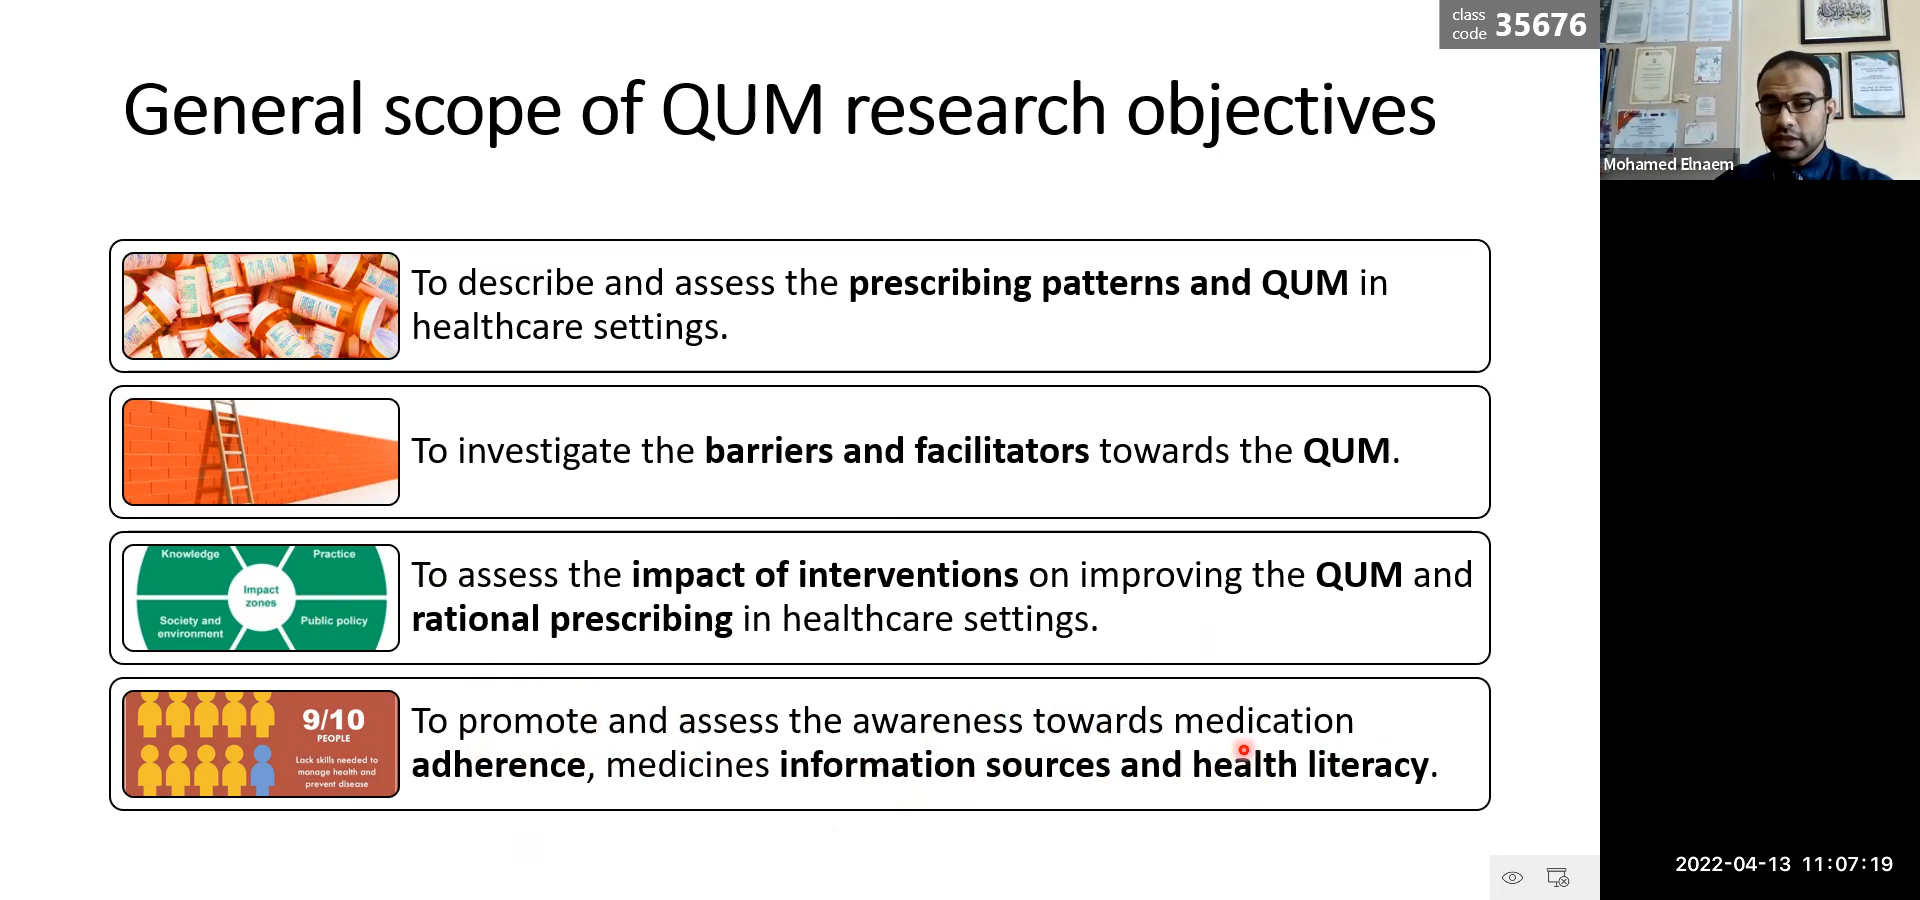 class
code 35676
General scope of QUM research objectives
Mohamed Elnaem
To describe and assess the prescribing patterns and QUM in
healthcare settings.
To investigate the barriers and facilitators towards the QUM.
Knowledge
Practice
Impact
zones
Society and
environment
Public policy
To assess the impact of interventions on improving the QUM and
rational prescribing in healthcare settings.
9/10
PEOPLE
Lack skills needed to
manage health and
prevent disease
To promote and assess the awareness towards medication
adherence, medicines information sources and health literacy.
2022-04-13 11:07:19